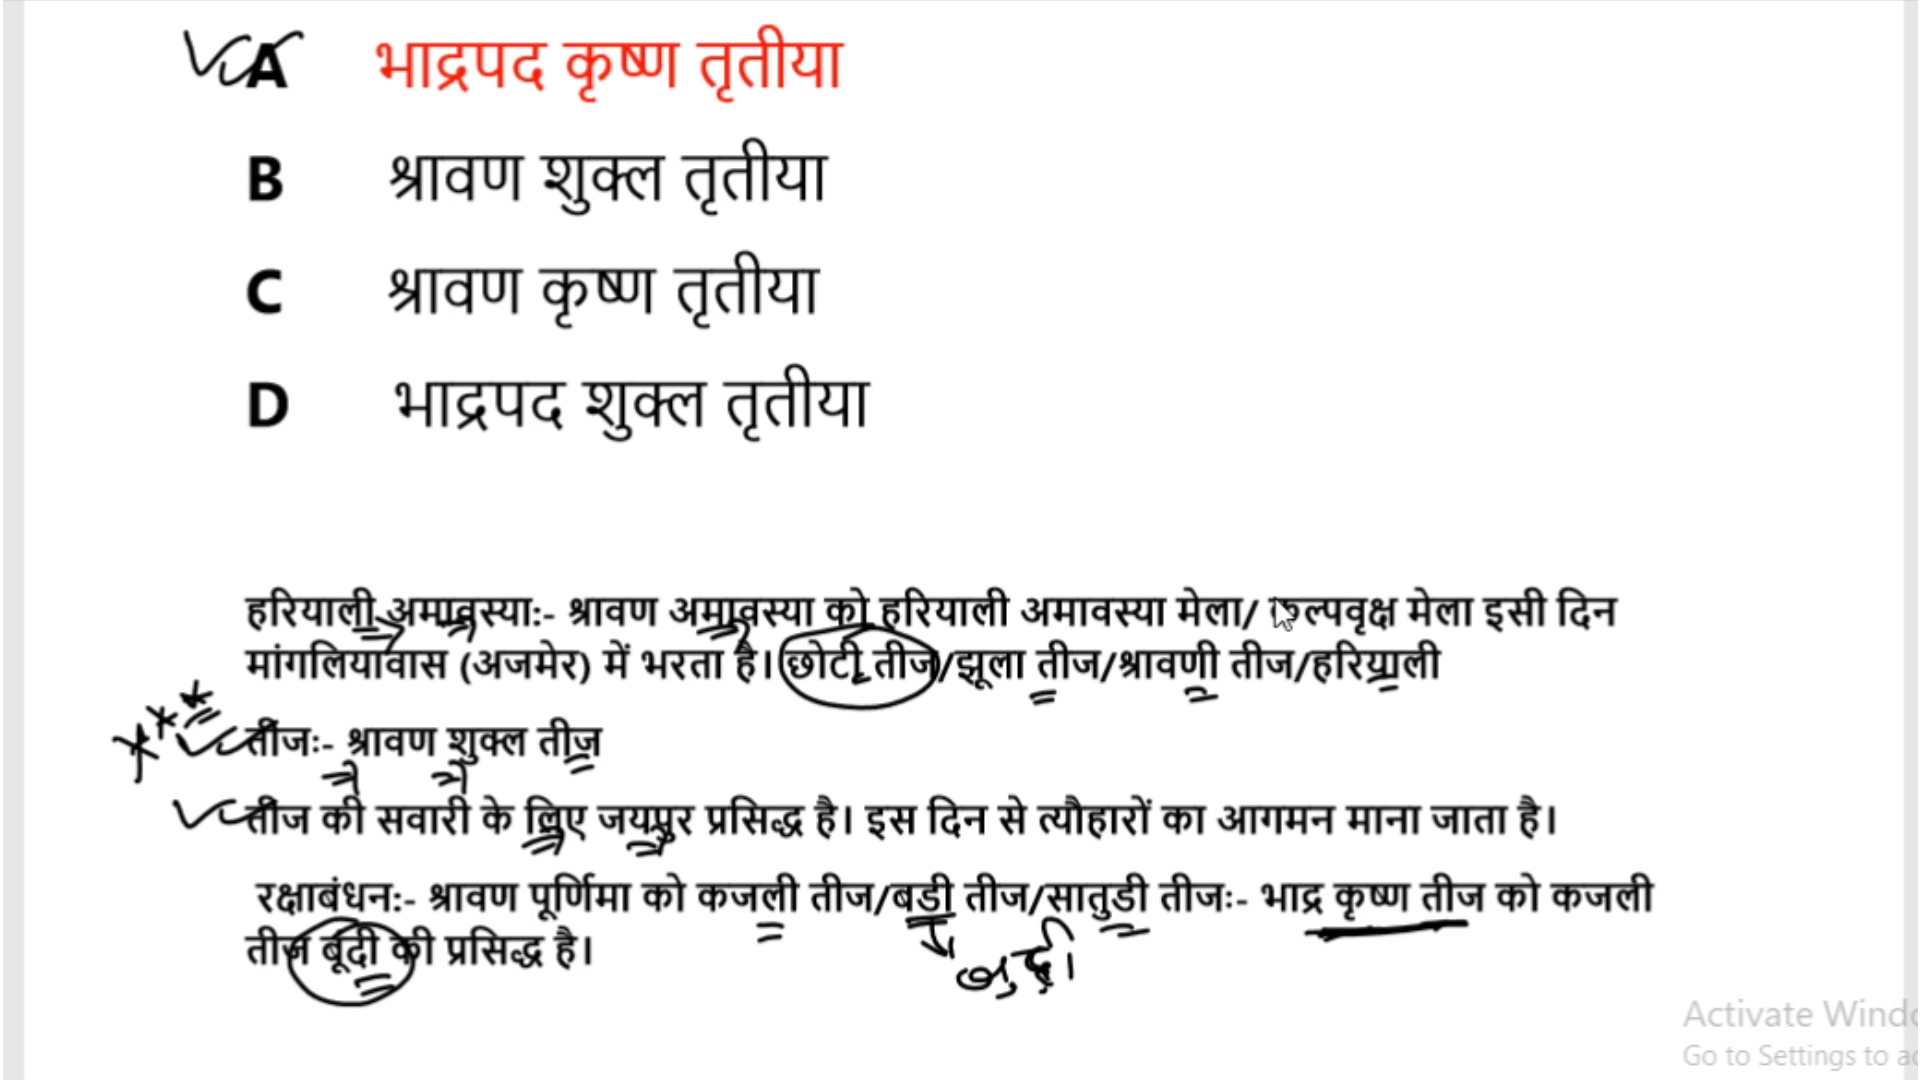 A भाद्रपद कृष्ण तृतीया
B श्रावण शुक्ल तृतीया
C श्रावण कृष्ण तृतीया
D भाद्रपद शुक्ल तृतीया
हरियाली अमावस्या:- श्रावण अमावस्या को हरियाली अमावस्या मेला/ कल्पवृक्ष मेला इसी दिन
मांगलियावास (अजमेर) में भरता है। छोटी तीज/झूला तीज/श्रावणी तीज/हरियाली
तीजः- श्रावण शुक्ल तीज
तीज की सवारी के लिए जयपुर प्रसिद्ध है। इस दिन से त्यौहारों का आगमन माना जाता है।
रक्षाबंधन:- श्रावण पूर्णिमा को कजली तीज/बडी तीज/सातुडी तीजः- भाद्र कृष्ण तीज को कजली
तीज बूंदी की प्रसिद्ध है।
Activate Windo
Go to Settings to ac